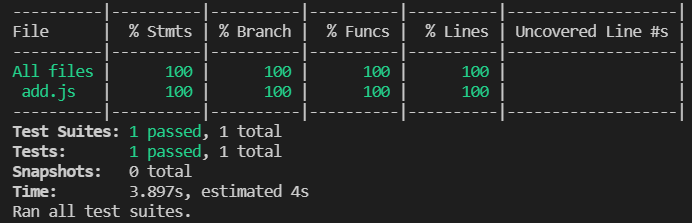 ----------|---------|----------|---------|---------|-------------------|
File      | % Stmts | % Branch | % Funcs | % Lines | Uncovered Line #s |
----------|---------|----------|---------|---------|-------------------|
All files |     100 |      100 |     100 |     100 |                   |
 add.js   |     100 |      100 |     100 |     100 |                   |
----------|---------|----------|---------|---------|-------------------|
Test Suites: 1 passed, 1 total
Tests:       1 passed, 1 total
Snapshots:   0 total
Time:        3.897s, estimated 4s
Ran all test suites.